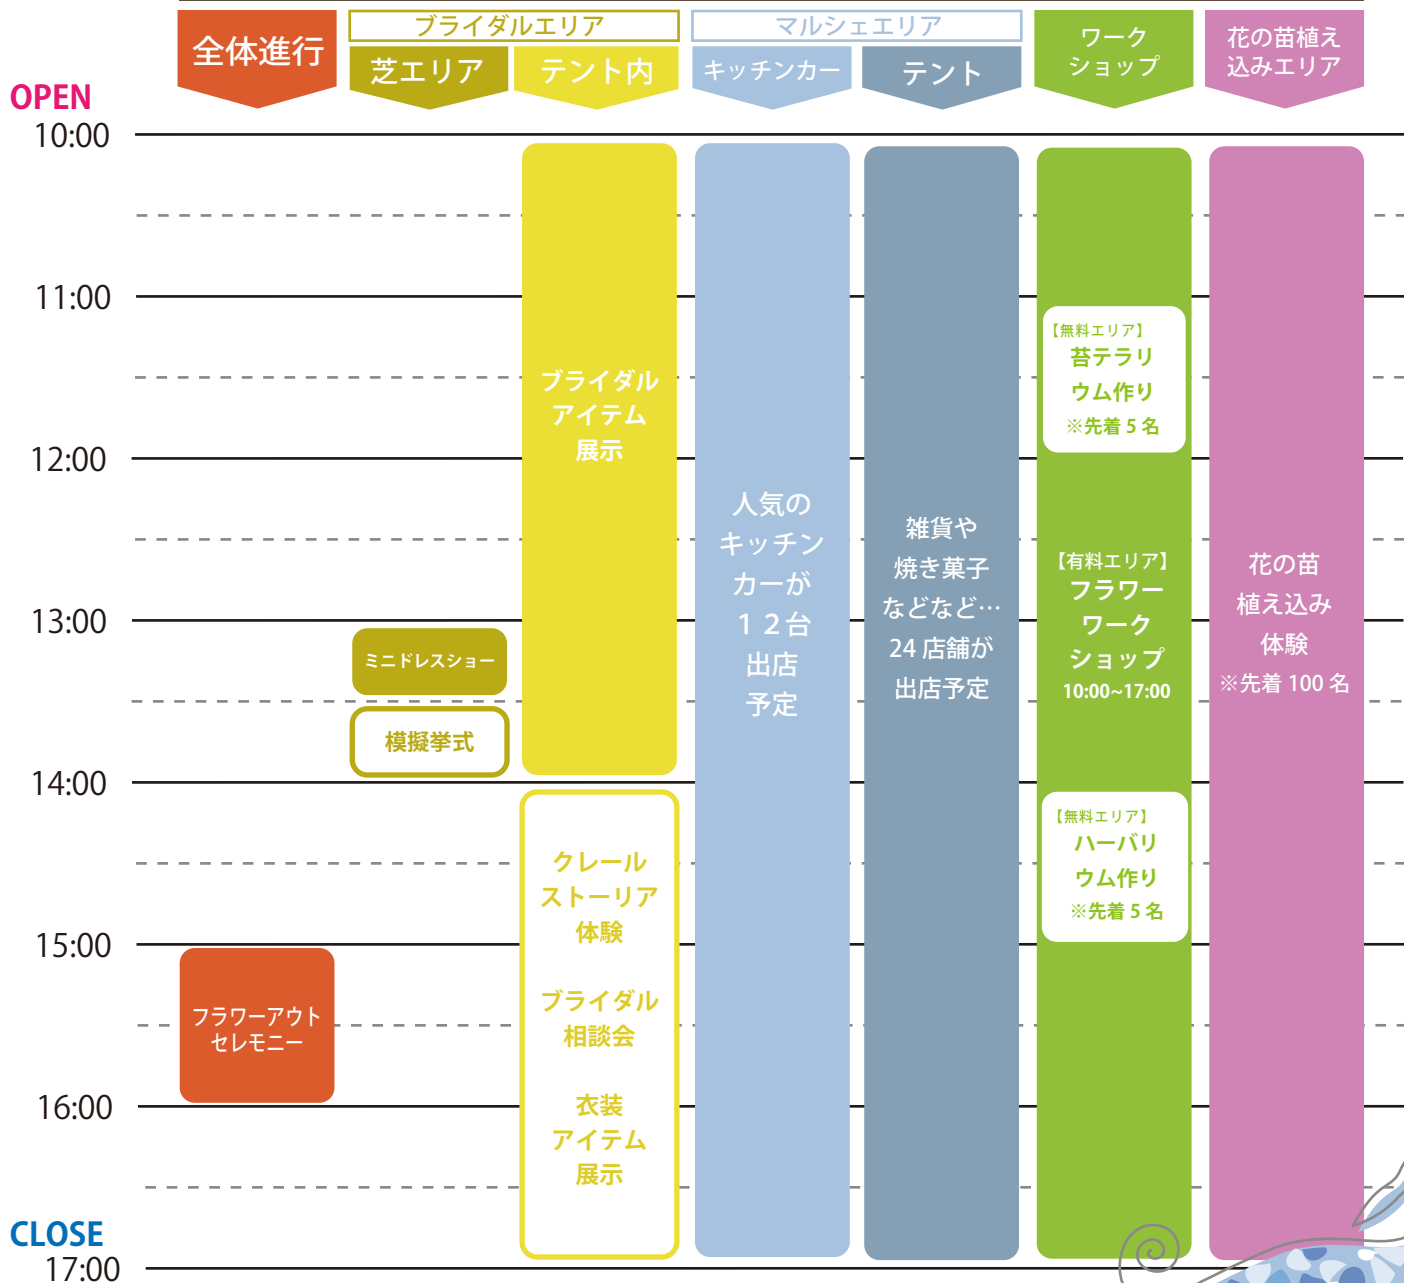 全体進行
ブライダルエリア
芝エリア
テント内
マルシェエリア
キッチンカー
テント
ワーク
ショップ
花の苗植え
込みエリア
OPEN
10:00
11:00
12:00
13:00
14:00
15:00
16:00
CLOSE
17:00
フラワーアウト
セレモニー
ミニドレスショー
模擬挙式
ブライダル
アイテム
展示
クレール
ストーリア
体験
ブライダル
相談会
衣装
アイテム
展示
人気の
キッチン
カーが
１２台
出店
予定
雑貨や
焼き菓子
などなど…
24 店舗が
出店予定
【無料エリア】
苔テラリ
ウム作り
※先着 5 名
【有料エリア】
フラワー
ワーク
ショップ
10:00~17:00
【無料エリア】
ハーバリ
ウム作り
※先着 5 名
花の苗
植え込み
体験
※先着 100 名